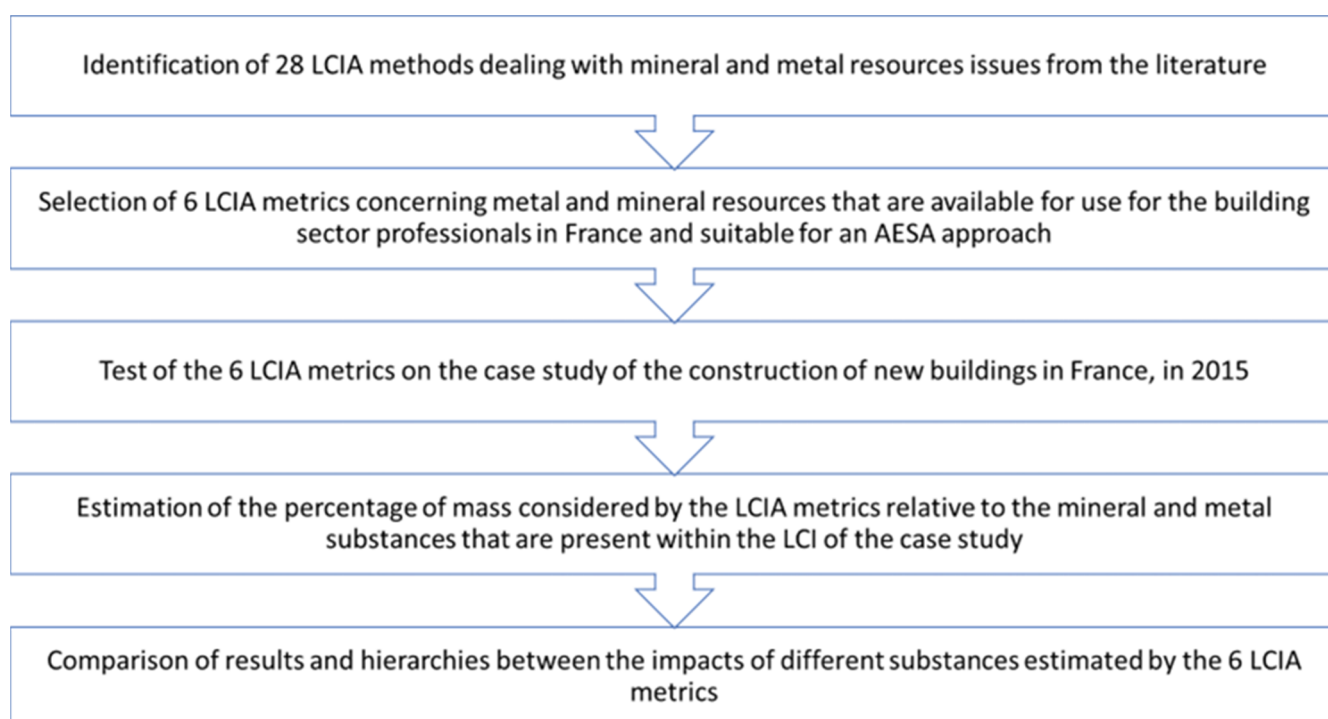 Identification of 28 LCIA methods dealing with mineral and metal resources issues from the literature
Selection of 6 LCIA metrics concerning metal and mineral resources that are available for use for the building
sector professionals in France and suitable for an AESA approach
Test of the 6 LCIA metrics on the case study of the construction of new buildings in France, in 2015
Estimation of the percentage of mass considered by the LCIA metrics relative to the mineral and metal
substances that are present within the LCI of the case study
Comparison of results and hierarchies between the impacts of different substances estimated by the 6 LCIA
metrics